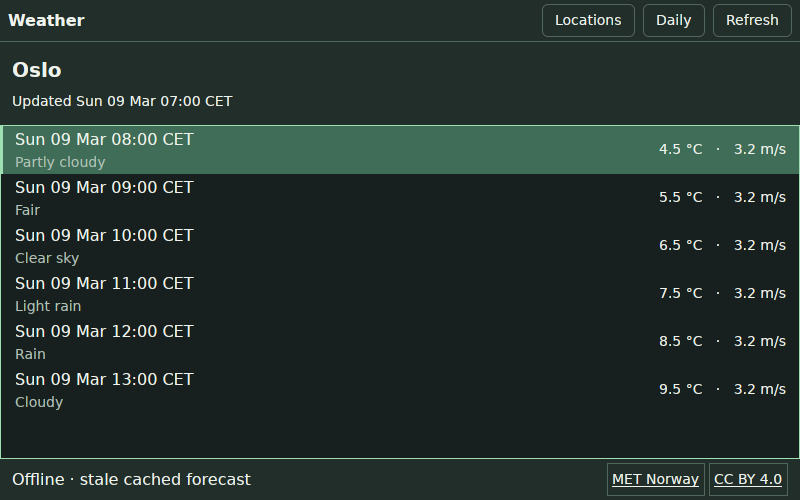 Weather Locations Daily Refresh
Oslo
Updated Sun 09 Mar 07:00 CET
Sun 09 Mar 08:00 CET
Partly cloudy
4.5 °C · 3.2 m/s
Sun 09 Mar 09:00 CET
Fair
5.5 °C · 3.2 m/s
Sun 09 Mar 10:00 CET
Clear sky
6.5 °C · 3.2 m/s
Sun 09 Mar 11:00 CET
Light rain
7.5 °C · 3.2 m/s
Sun 09 Mar 12:00 CET
Rain
8.5 °C · 3.2 m/s
Sun 09 Mar 13:00 CET
Cloudy
9.5 °C · 3.2 m/s
Offline · stale cached forecast MET Norway CC BY 4.0